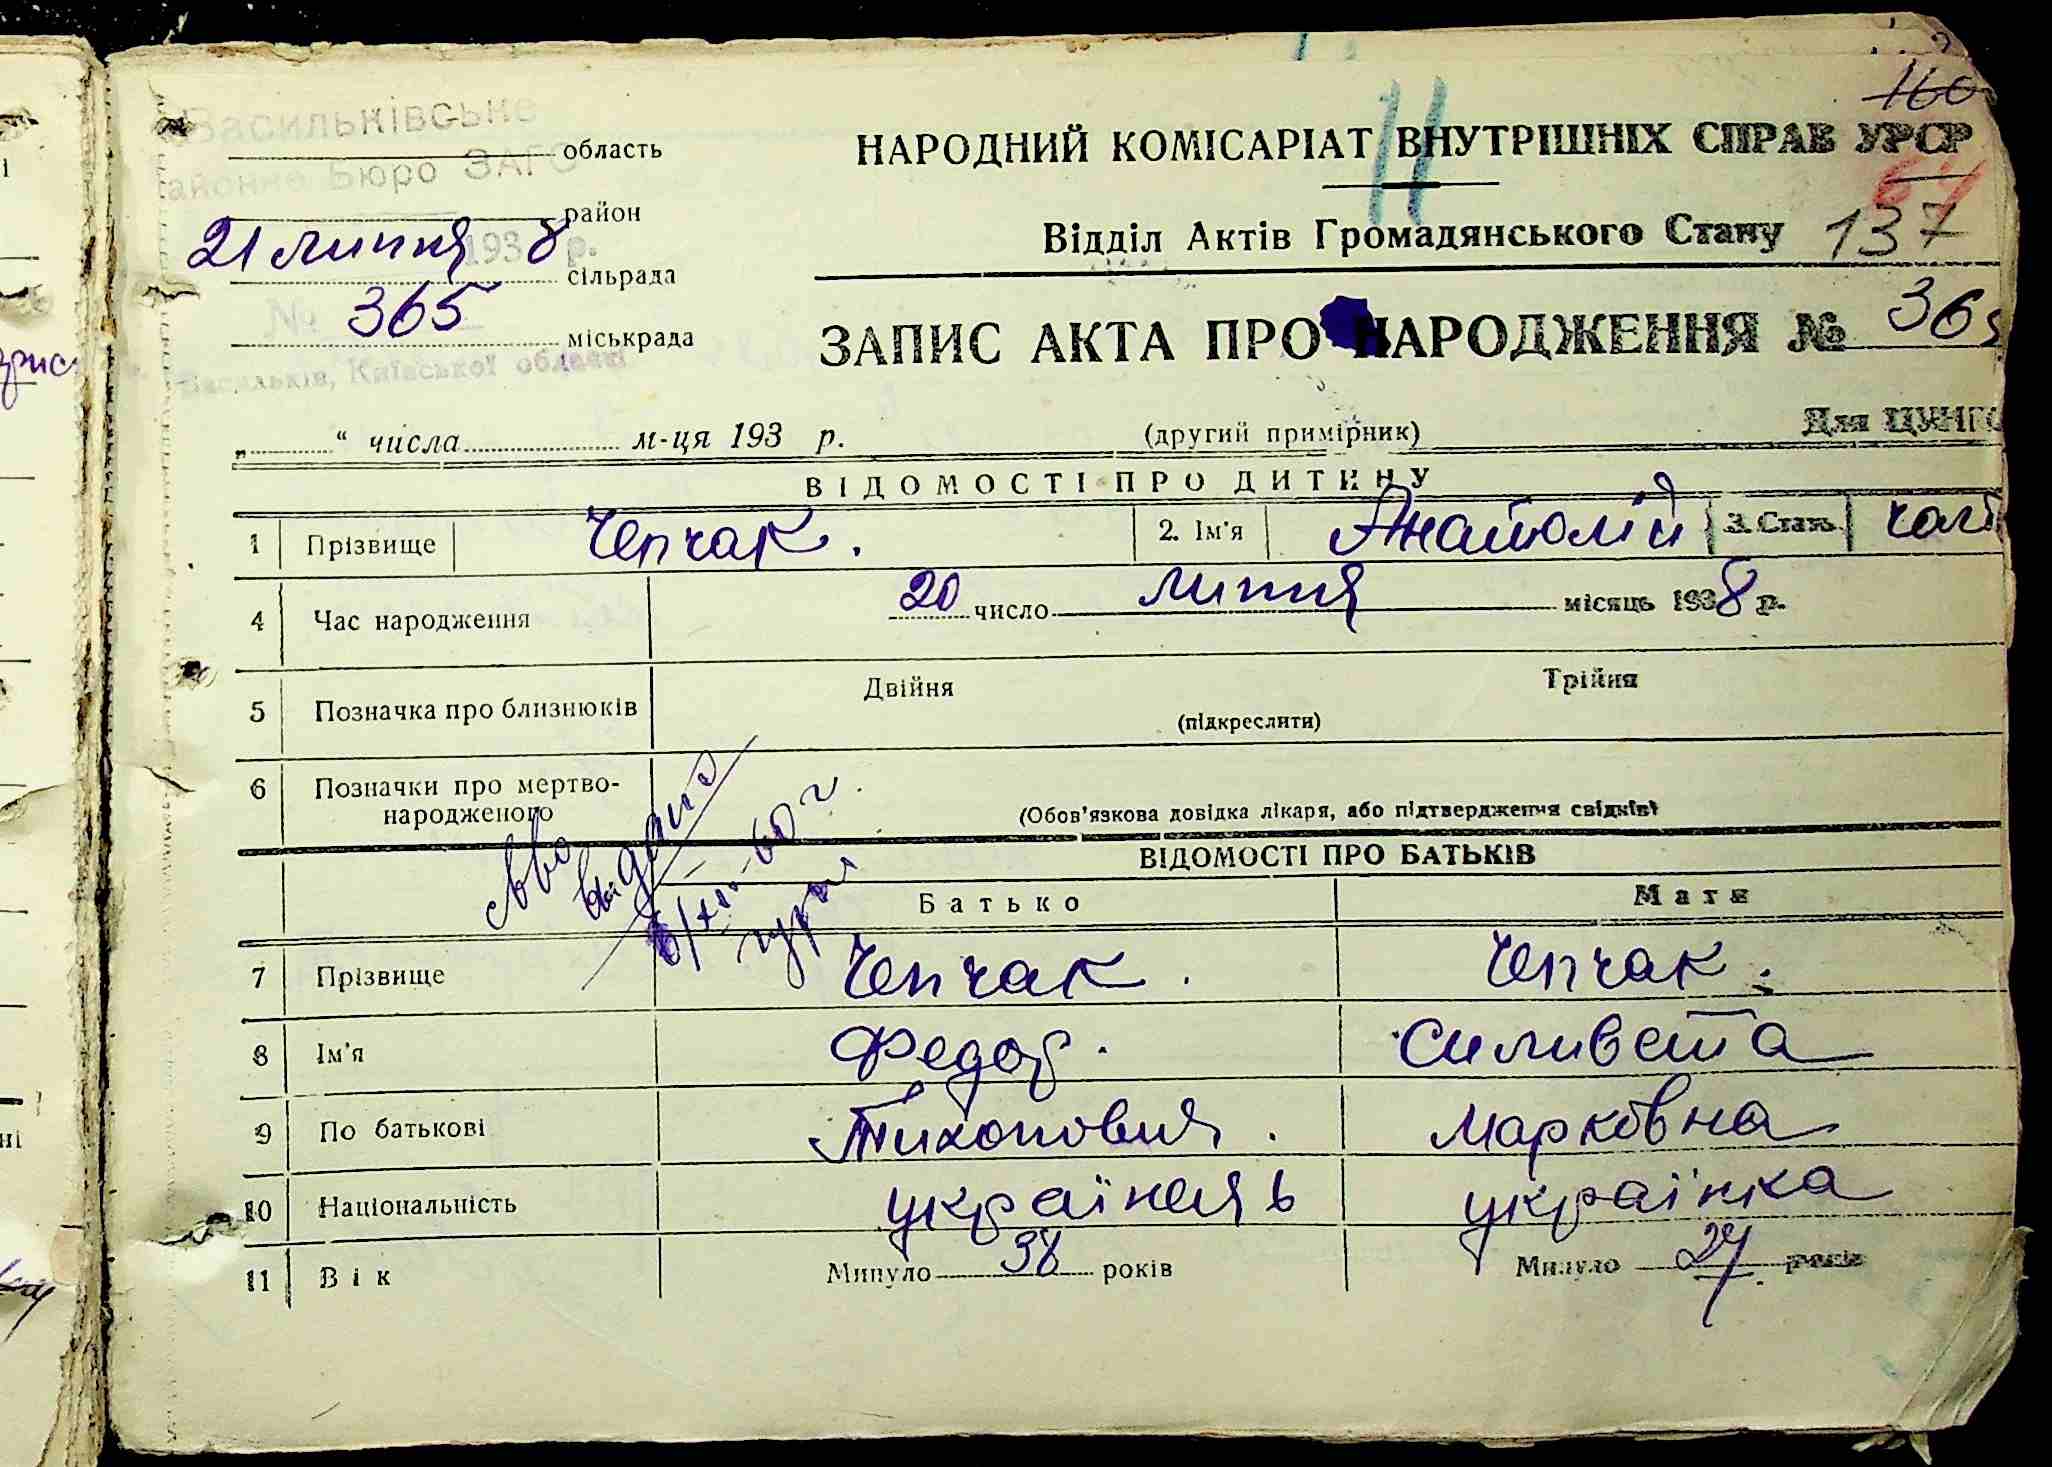 Васильківське
районне Бюро ЗАГС
область
район
21 липня 1938 р.
сільрада
№ 365
міськрада
Васильків, Київської області
160
НАРОДНИЙ КОМІСАРІАТ ВНУТРІШНІХ СПРАВ УРСР
Відділ Актів Громадянського Стану 137
ЗАПИС АКТА ПРО НАРОДЖЕННЯ № 365
„ “ числа м-ця 193 р. (другий примірник) Для ЦУНГО
ВІДОМОСТІ ПРО ДИТИНУ
1 Прізвище Чепчак. 2. Ім'я Анатолій 3. Стать чол
4 Час народження 20 число липня місяць 1938 р.
5 Позначка про близнюків Двійня Трійня
(підкреслити)
6 Позначки про мертво-
народженого (Обов'язкова довідка лікаря, або підтвердження свідків)
ВІДОМОСТІ ПРО БАТЬКІВ
Батько Мати
7 Прізвище Чепчак. Чепчак.
8 Ім'я Федор. Силивета
9 По батькові Тихонович. Марковна
10 Національність українець українка
11 Вік Минуло 38 років Минуло 27 років